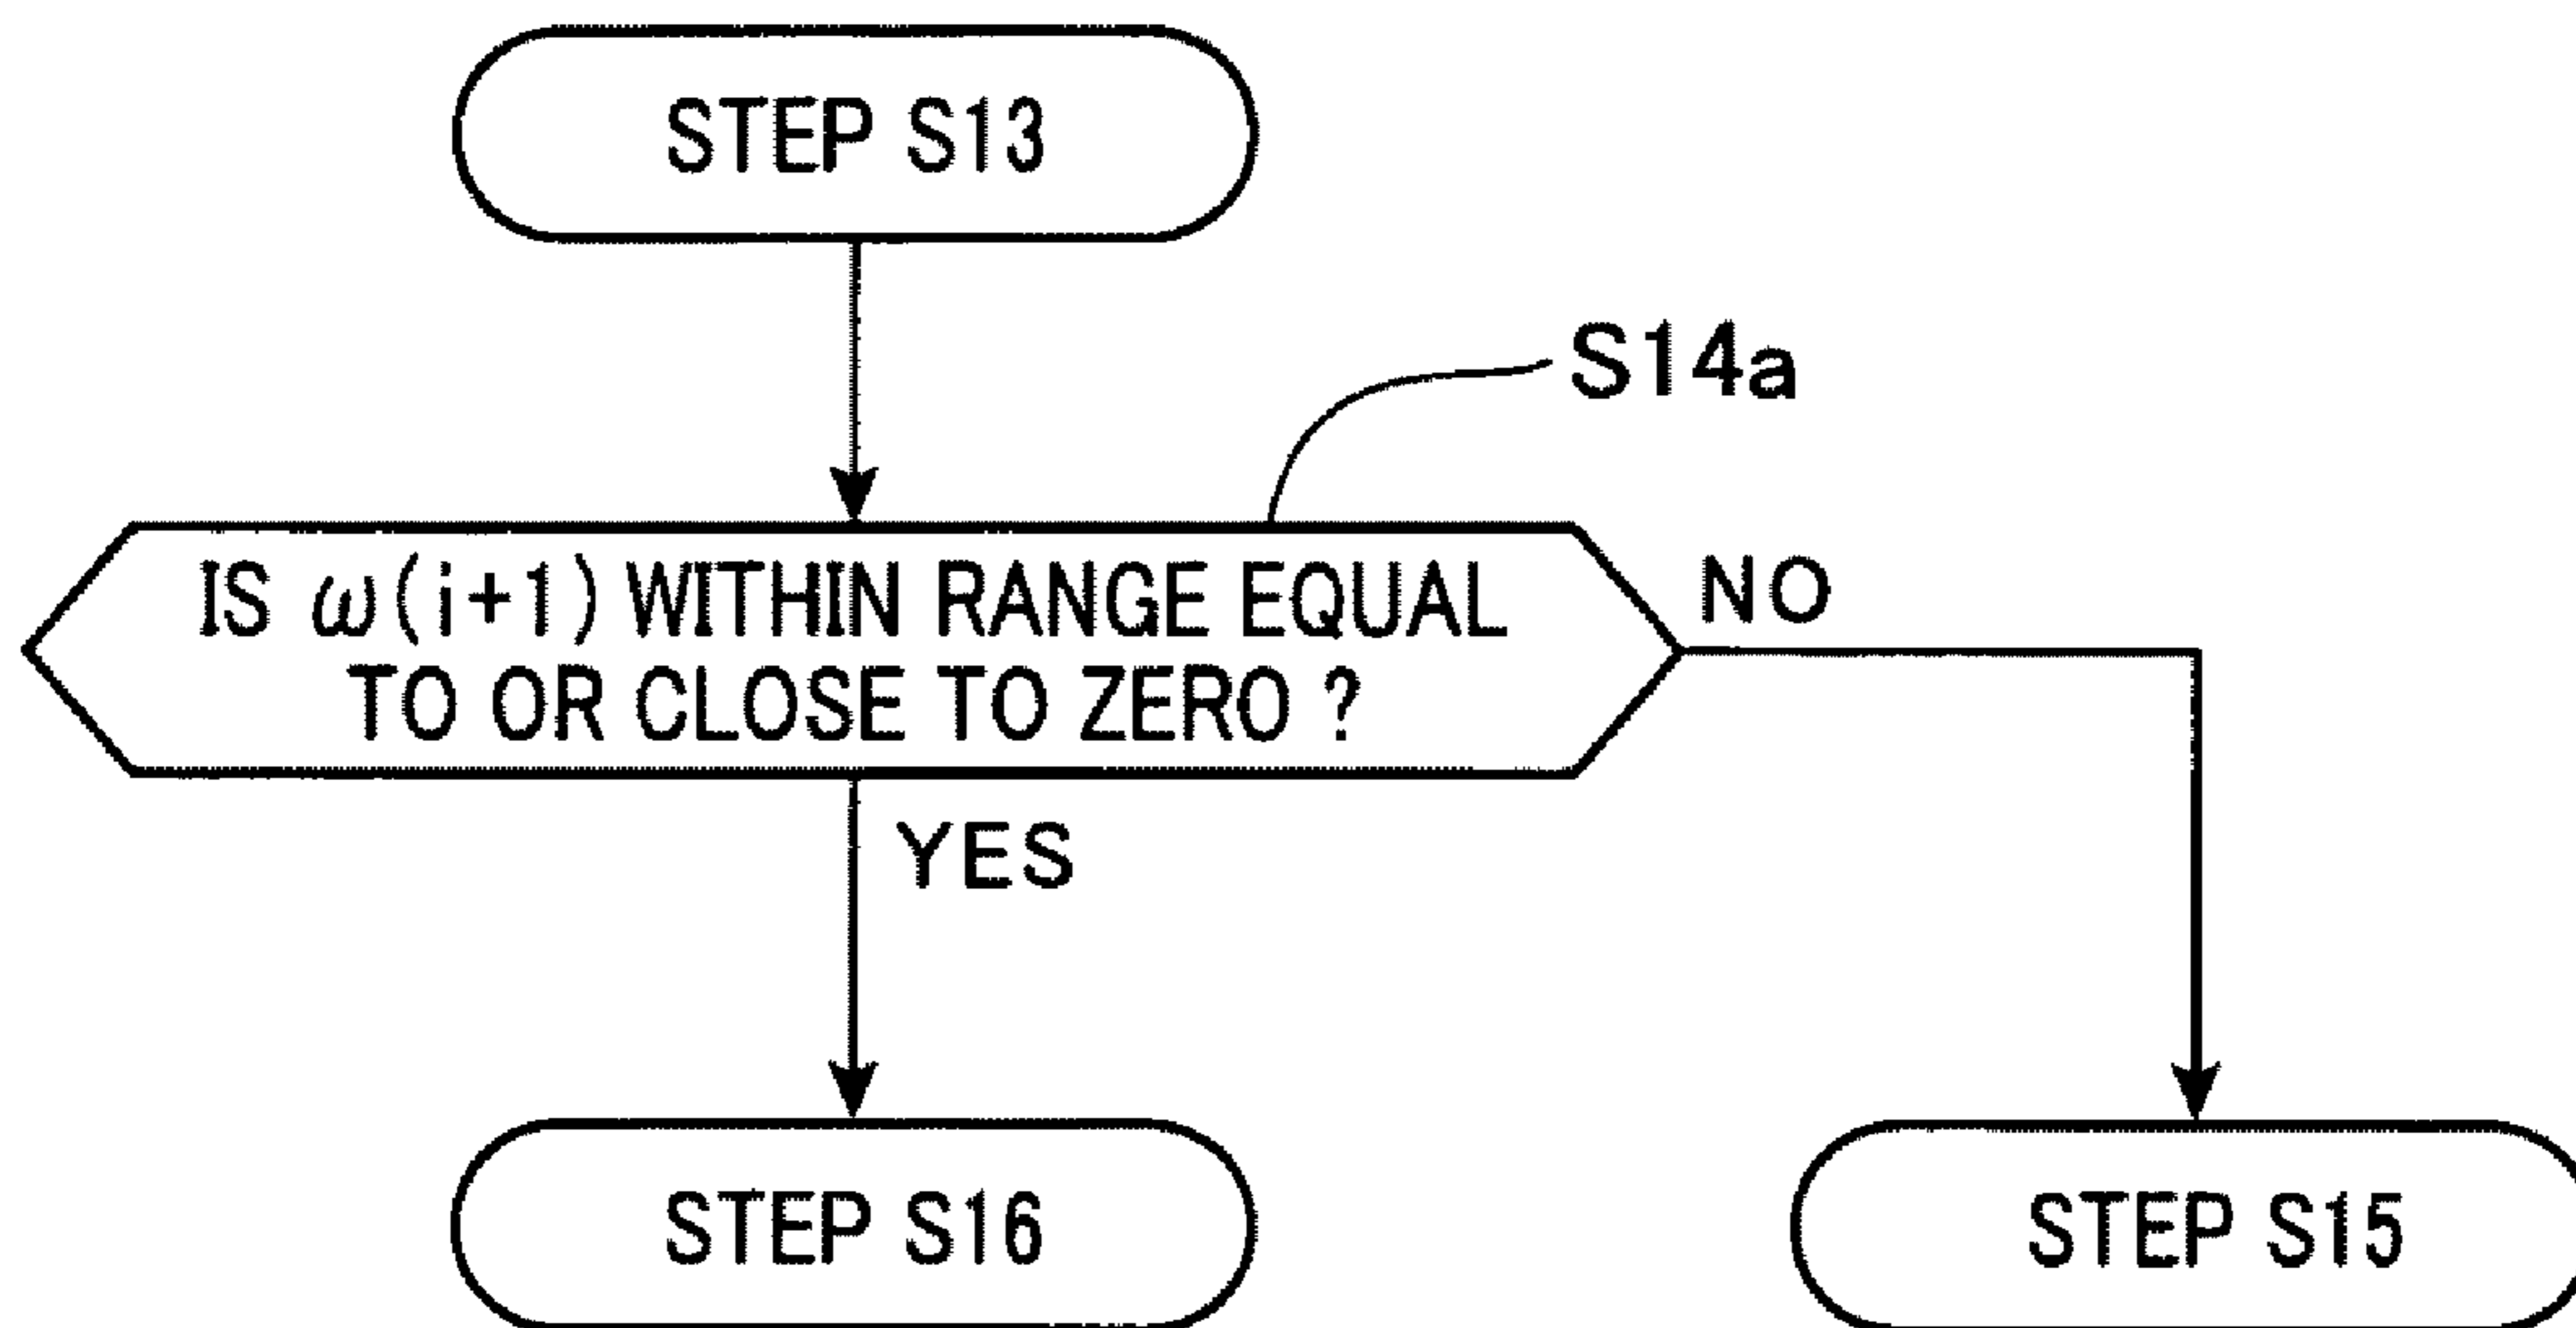 STEP S13
S14a
IS ω(i+1) WITHIN RANGE EQUAL
TO OR CLOSE TO ZERO ?
NO
YES
STEP S16
STEP S15